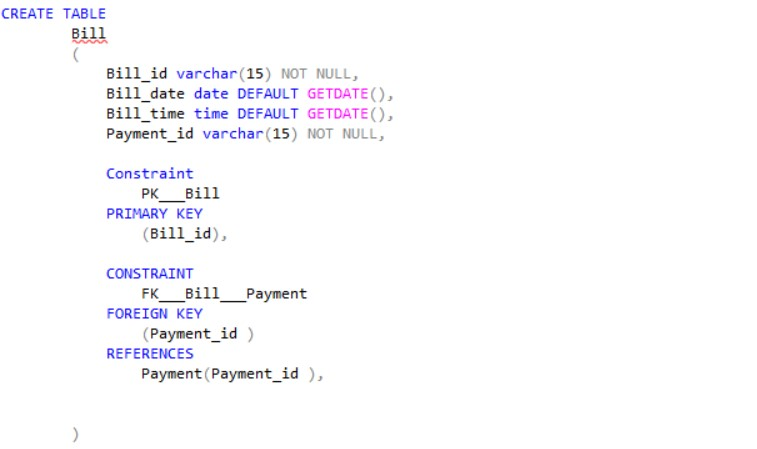 CREATE TABLE
Bill
(
Bill_id varchar(15) NOT NULL,
Bill_date date DEFAULT GETDATE(),
Bill_time time DEFAULT GETDATE(),
Payment_id varchar(15) NOT NULL,
Constraint
PK___Bill
PRIMARY KEY
(Bill_id),
CONSTRAINT
FK___Bill___Payment
FOREIGN KEY
(Payment_id )
REFERENCES
Payment(Payment_id ),
)